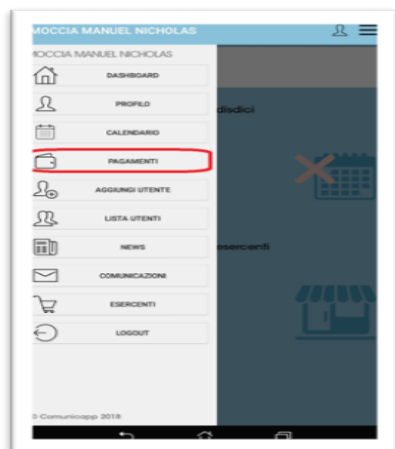 MOCCIA MANUEL NICHOLAS
MOCCIA MANUEL NICHOLAS
DASHBOARD
PROFILO
disdici
CALENDARIO
PAGAMENTI
AGGIUNGI UTENTE
LISTA UTENTI
NEWS
esercenti
COMUNICAZIONI
ESERCENTI
LOGOUT
© Comunicapp 2018